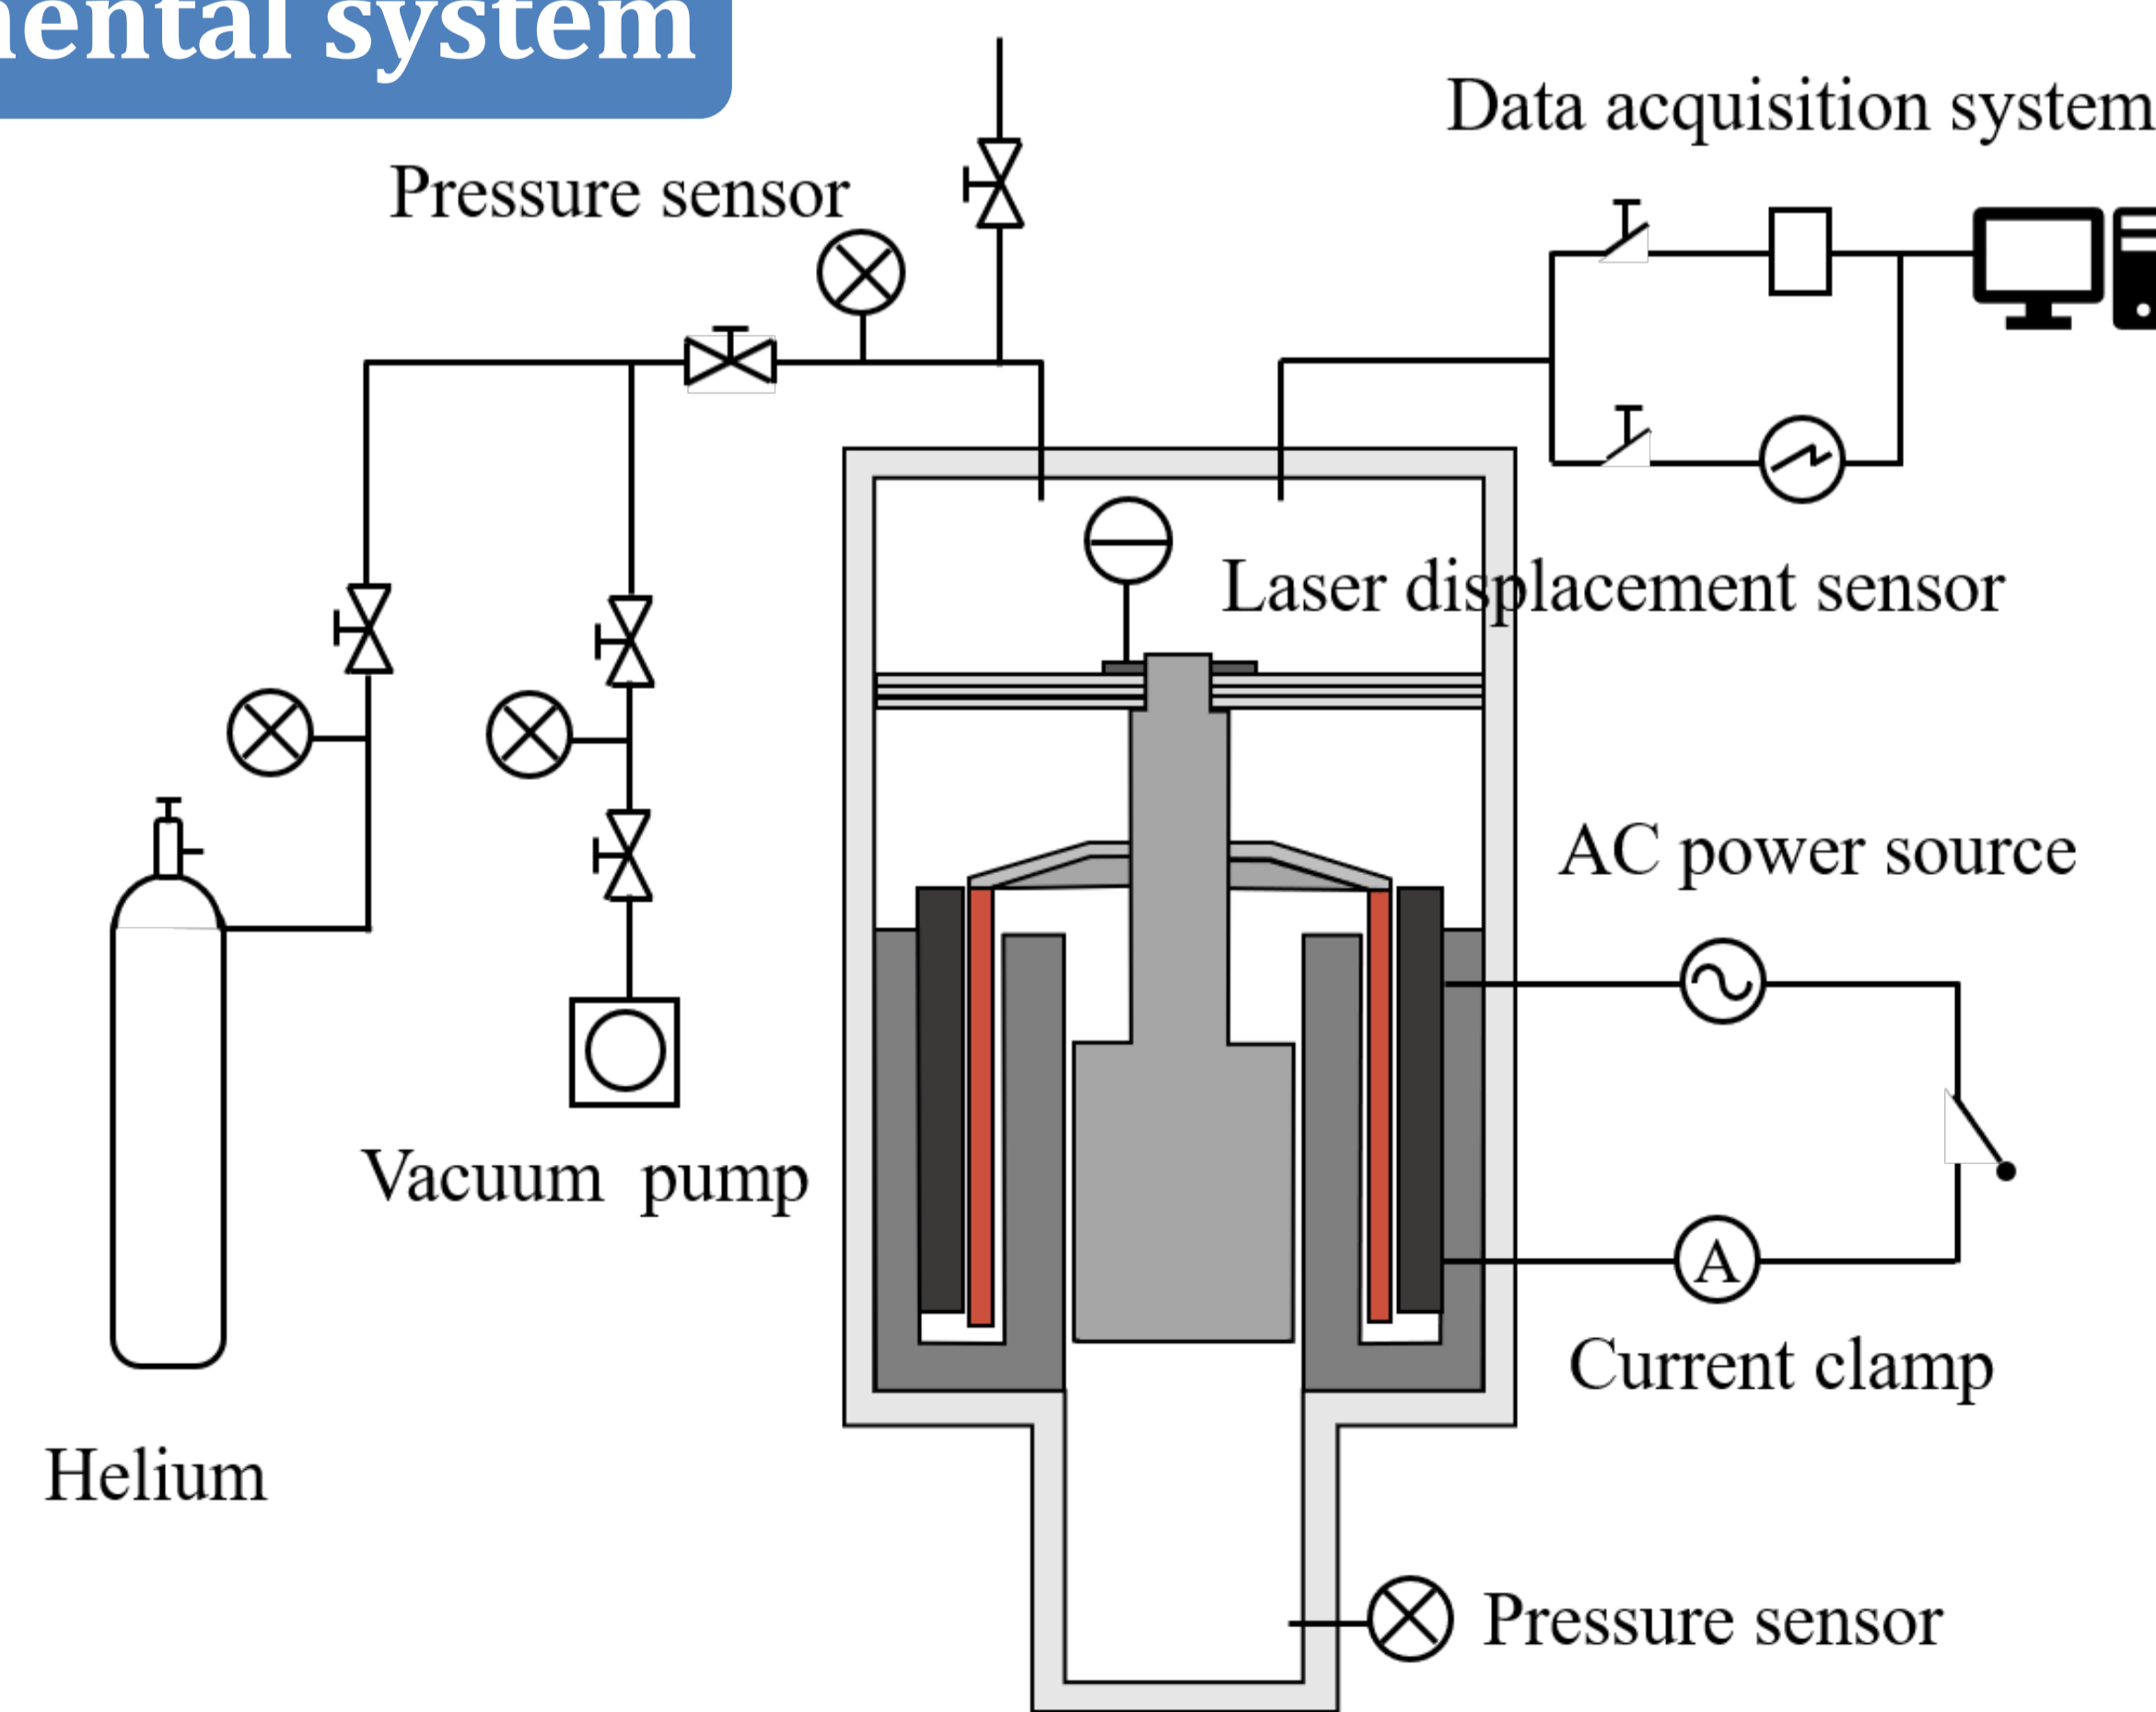 mental system
Data acquisition system
Pressure sensor
Laser displacement sensor
AC power source
A
Vacuum pump
Current clamp
Helium
Pressure sensor